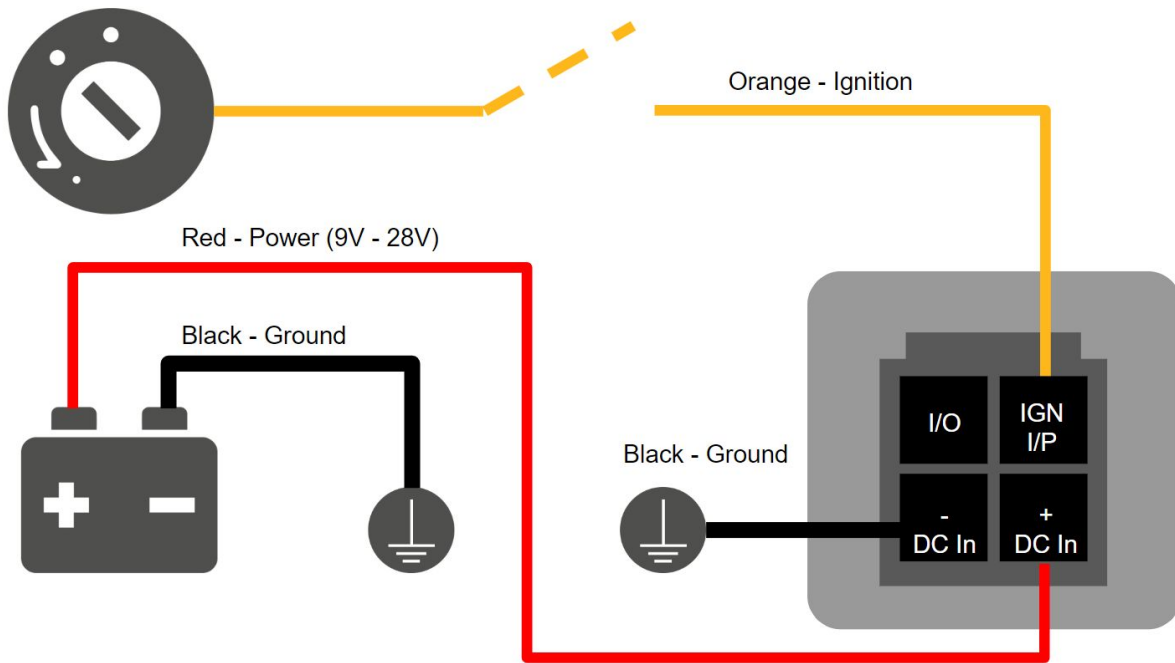 Orange - Ignition
Red - Power (9V - 28V)
Black - Ground
I/O
IGN
I/P
Black - Ground
-
DC In
+
DC In